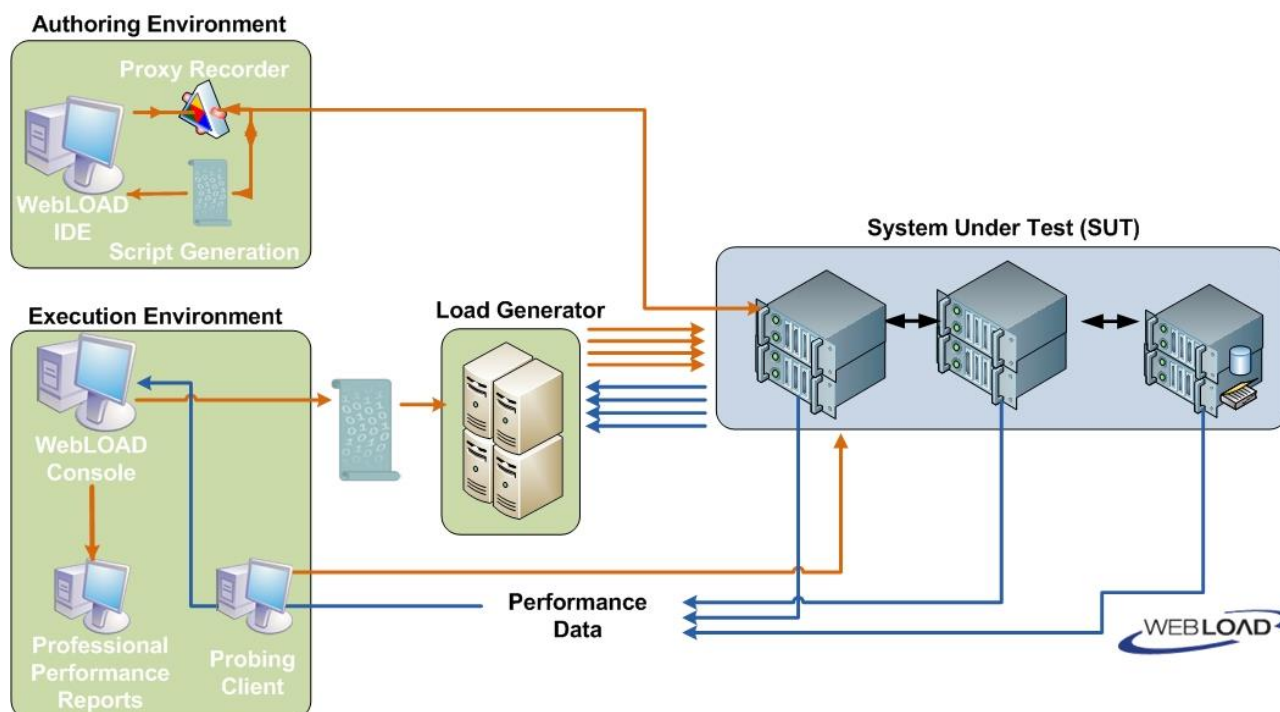 Authoring Environment
Proxy Recorder
WebLOAD
IDE
Script Generation
System Under Test (SUT)
Execution Environment
Load Generator
WebLOAD
Console
Professional
Performance
Reports
Probing
Client
Performance
Data
WEBLOAD